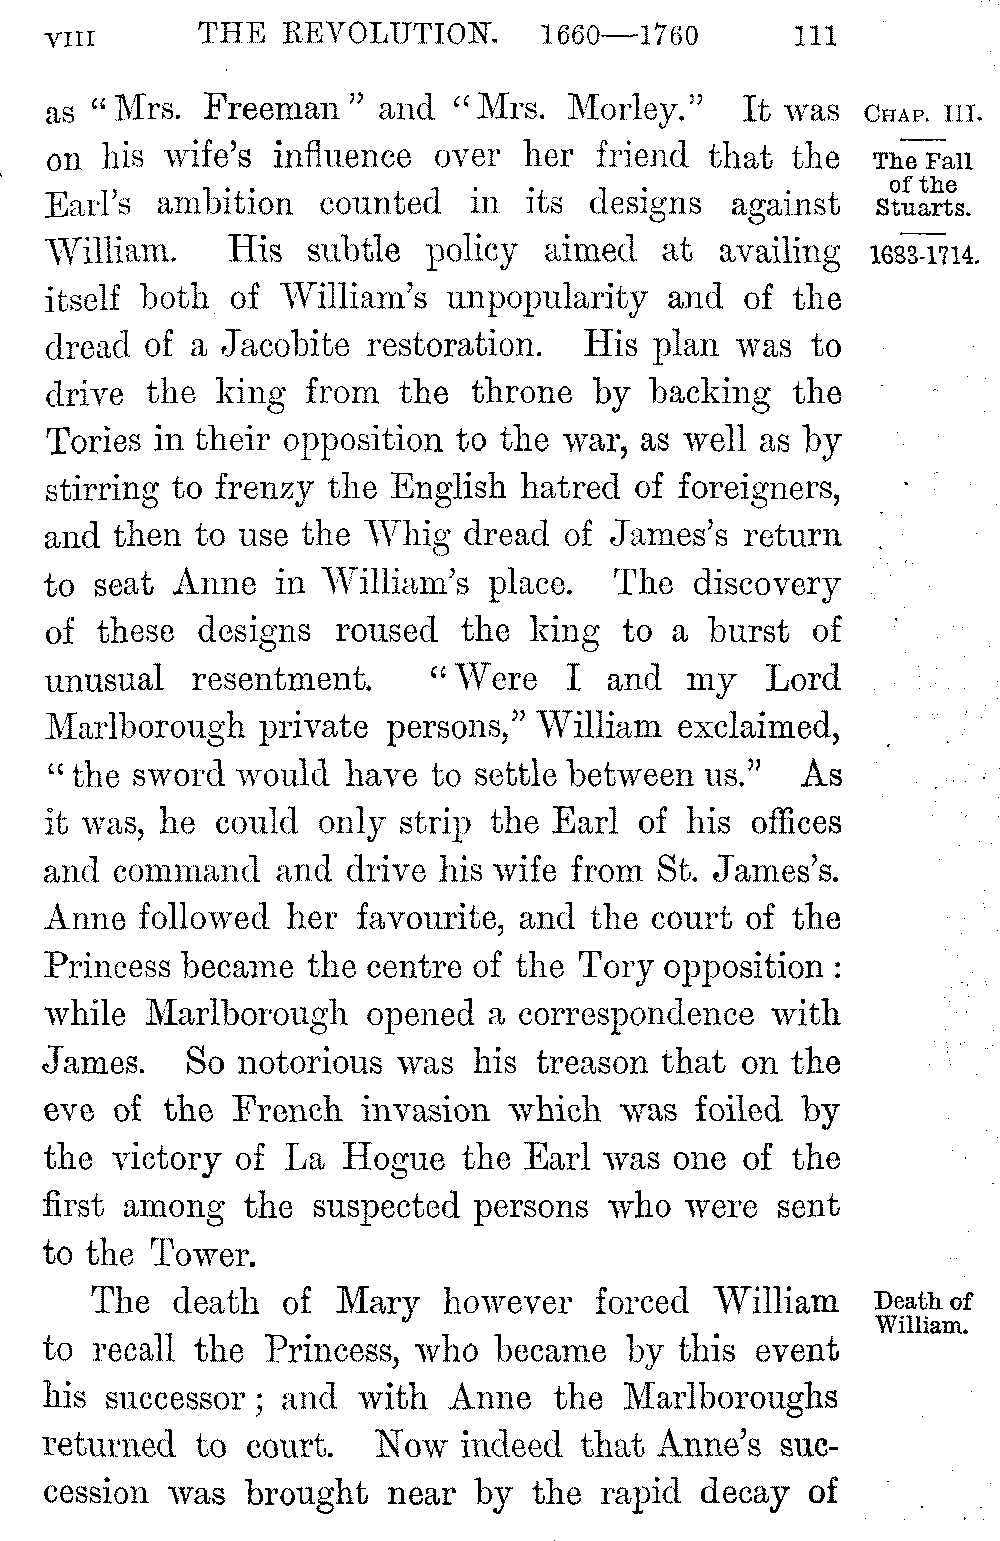 VIII THE REVOLUTION. 1660—1760 111
as “Mrs. Freeman” and “Mrs. Morley.” It was
on his wife’s influence over her friend that the
Earl’s ambition counted in its designs against
William. His subtle policy aimed at availing
itself both of William’s unpopularity and of the
dread of a Jacobite restoration. His plan was to
drive the king from the throne by backing the
Tories in their opposition to the war, as well as by
stirring to frenzy the English hatred of foreigners,
and then to use the Whig dread of James’s return
to seat Anne in William’s place. The discovery
of these designs roused the king to a burst of
unusual resentment. “Were I and my Lord
Marlborough private persons,” William exclaimed,
“the sword would have to settle between us.” As
it was, he could only strip the Earl of his offices
and command and drive his wife from St. James’s.
Anne followed her favourite, and the court of the
Princess became the centre of the Tory opposition :
while Marlborough opened a correspondence with
James. So notorious was his treason that on the
eve of the French invasion which was foiled by
the victory of La Hogue the Earl was one of the
first among the suspected persons who were sent
to the Tower.
The death of Mary however forced William
to recall the Princess, who became by this event
his successor ; and with Anne the Marlboroughs
returned to court. Now indeed that Anne’s suc-
cession was brought near by the rapid decay of
CHAP. III.
The Fall
of the
Stuarts.
1683-1714.
Death of
William.